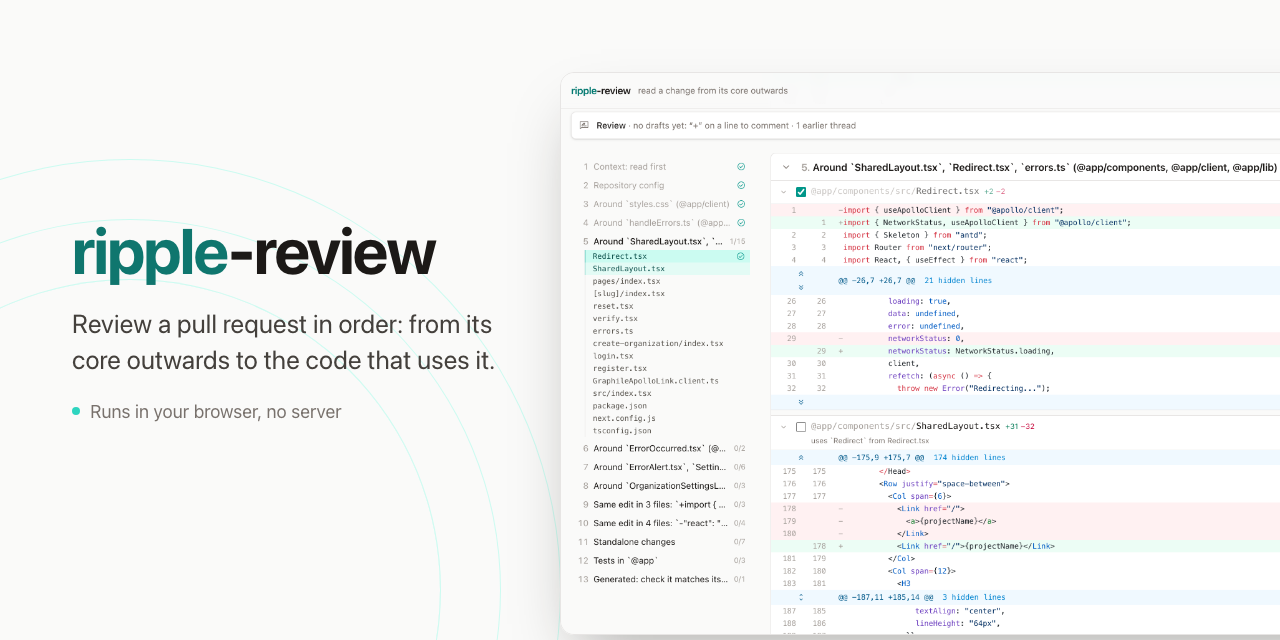 ripple-review
Review a pull request in order: from its
core outwards to the code that uses it.
Runs in your browser, no server
ripple-review read a change from its core outwards
Review · no drafts yet: "+" on a line to comment · 1 earlier thread
1 Context: read first
2 Repository config
3 Around `styles.css` (@app/client)
4 Around `handleErrors.ts` (@app...
5 Around `SharedLayout.tsx`, `... 1/15
Redirect.tsx
SharedLayout.tsx
pages/index.tsx
[slug]/index.tsx
reset.tsx
verify.tsx
errors.ts
create-organization/index.tsx
login.tsx
register.tsx
GraphileApolloLink.client.ts
src/index.tsx
package.json
next.config.js
tsconfig.json
6 Around `ErrorOccurred.tsx` (@... 0/2
7 Around `ErrorAlert.tsx`, `Settin... 0/6
8 Around `OrganizationSettingsL... 0/3
9 Same edit in 3 files: `+import { ... 0/3
10 Same edit in 4 files: `-"react": "... 0/4
11 Standalone changes 0/7
12 Tests in `@app` 0/3
13 Generated: check it matches its... 0/1
5. Around `SharedLayout.tsx`, `Redirect.tsx`, `errors.ts` (@app/components, @app/client, @app/lib)
@app/components/src/Redirect.tsx +2 −2
1 -import { useApolloClient } from "@apollo/client";
1 +import { NetworkStatus, useApolloClient } from "@apollo/client";
2 2 import { Skeleton } from "antd";
3 3 import Router from "next/router";
4 4 import React, { useEffect } from "react";
@@ -26,7 +26,7 @@ 21 hidden lines
26 26 loading: true,
27 27 data: undefined,
28 28 error: undefined,
29 - networkStatus: 0,
29 + networkStatus: NetworkStatus.loading,
30 30 client,
31 31 refetch: (async () => {
32 32 throw new Error("Redirecting...");
@app/components/src/SharedLayout.tsx +31 −32
uses `Redirect` from Redirect.tsx
@@ -175,9 +175,7 @@ 174 hidden lines
175 175 </Head>
176 176 <Row justify="space-between">
177 177 <Col span={6}>
178 - <Link href="/">
179 - <a>{projectName}</a>
180 - </Link>
178 + <Link href="/">{projectName}</Link>
181 179 </Col>
182 180 <Col span={12}>
183 181 <H3
@@ -187,11 +185,14 @@ 3 hidden lines
187 185 textAlign: "center",
188 186 lineHeight: "64px",